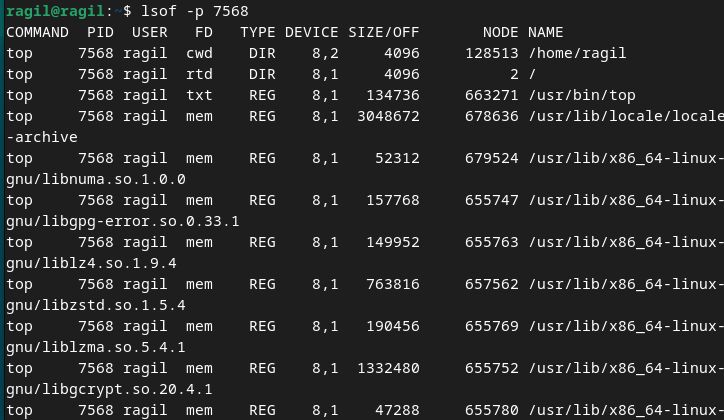 ragil@ragil:~$ lsof -p 7568
COMMAND  PID  USER   FD   TYPE DEVICE SIZE/OFF       NODE NAME
top     7568 ragil  cwd    DIR    8,2     4096     128513 /home/ragil
top     7568 ragil  rtd    DIR    8,1     4096          2 /
top     7568 ragil  txt    REG    8,1   134736     663271 /usr/bin/top
top     7568 ragil  mem    REG    8,1  3048672     678636 /usr/lib/locale/locale
-archive
top     7568 ragil  mem    REG    8,1    52312     679524 /usr/lib/x86_64-linux-
gnu/libnuma.so.1.0.0
top     7568 ragil  mem    REG    8,1   157768     655747 /usr/lib/x86_64-linux-
gnu/libgpg-error.so.0.33.1
top     7568 ragil  mem    REG    8,1   149952     655763 /usr/lib/x86_64-linux-
gnu/liblz4.so.1.9.4
top     7568 ragil  mem    REG    8,1   763816     657562 /usr/lib/x86_64-linux-
gnu/libzstd.so.1.5.4
top     7568 ragil  mem    REG    8,1   190456     655769 /usr/lib/x86_64-linux-
gnu/liblzma.so.5.4.1
top     7568 ragil  mem    REG    8,1  1332480     655752 /usr/lib/x86_64-linux-
gnu/libgcrypt.so.20.4.1
top     7568 ragil  mem    REG    8,1    47288     655780 /usr/lib/x86_64-linux-